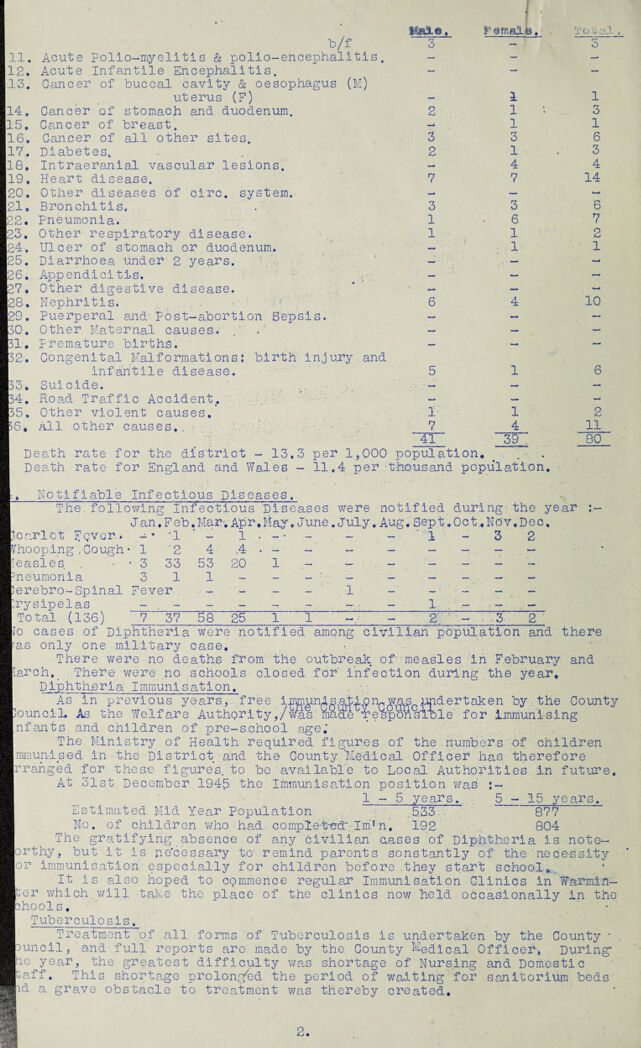 Male. Female. Total.
b/f 3 - 3
11. Acute Polio-myelitis & polio-encephalitis. - - -
12. Acute Infantile Encephalitis. - - -
13. Cancer of buccal cavity & oesophagus (M)
uterus (F) - 1 1
14. Cancer of stomach and duodenum. 2 1 3
15. Cancer of breast. - 1 1
16. Cancer of all other sites. 3 3 6
17. Diabetes. 2 1 3
18. Intraeranial vascular lesions. - 4 4
19. Heart disease. 7 7 14
20. Other diseases of circ. system. - - -
21. Bronchitis. 3 3 6
22. Pneumonia. 1 6 7
23. Other respiratory disease. 1 1 2
24. Ulcer of stomach or duodenum. - 1 1
25. Diarrhoea under 2 years. - - -
26. Appendicitis. - - -
27. Other digestive disease. - - -
28. Nephritis. 6 4 10
29. Puerperal and Post-abortion Sepsis. - - -
30. Other Maternal causes. - - -
31. Premature births. - - -
32. Congenital Malformations: birth injury and
infantile disease. 5 1 6
33. Suicide. - - -
34. Road Traffic Accident. - - -
35. Other violent causes. 1 1 2
36. All other causes. 7 4 11
41 39 80
Death rate for the district - 13.3 per 1,000 population.
Death rate for England and Wales - 11.4 per thousand population.
. Notifiable Infectious Diseases.
The following Infectious Diseases were notified during the year :-
Jan.Feb.Mar.Apr.May.June.July.Aug.Sept.Oct.Nov.Dec.
carlet Fever. - 1 - 1 - - - - 1 - 3 2
Whooping Cough 1 2 4 4 - - - - - - - -
easles 3 33 53 20 1 - - - - - - -
neumonia 3 1 1 - - - - - - - - -
erebro-Spinal Fever - - - - 1 - - - - - -
rysipelas - - - - - - - - 1 - - -
Total (136) 7 37 58 25 1 1 - - 2 - 3 2
o cases of Diphtheria were notified among civilian population and there
as only one military case.
There were no deaths from the outbreak of measles in February and
arch. There were no schools closed for infection during the year.
Diphtheria Immunisation.
As in previous years, free immunisation was undertaken by the County
ouncil. As the Welfare Authority,/the County Council was made responsible for immunising
nfants and children of pre-school age.
The Ministry of Health required figures of the numbers of children
mmunised in the District and the County Medical Officer has therefore
rranged for these figures to be available to Local Authorities in future.
At 31st December 1945 the Immunisation position was :-
1 - 5 years. 5 - 15 years.
Estimated Mid Year Population 533 877
No. of children who had completed Im'n. 192 804
The gratifying absence of any civilian cases of Diphtheria is note-
orthy, but it is necessary to remind parents sonstantly of the necessity
or immunisation especially for children before they start school.
It is also hoped to commence regular Immunisation Clinics in Warmin-
ter which will take the place of the clinics now held occasionally in the
chools.
Tuberculosis.
Treatment of all forms of Tuberculosis is undertaken by the County
ouncil, and full reports are made by the County Medical Officer. During
he year, the greatest difficulty was shortage of Nursing and Domestic
taff. This shortage prolonged the period of waiting for sanitorium beds
nd a grave obstacle to treatment was thereby created.
2.